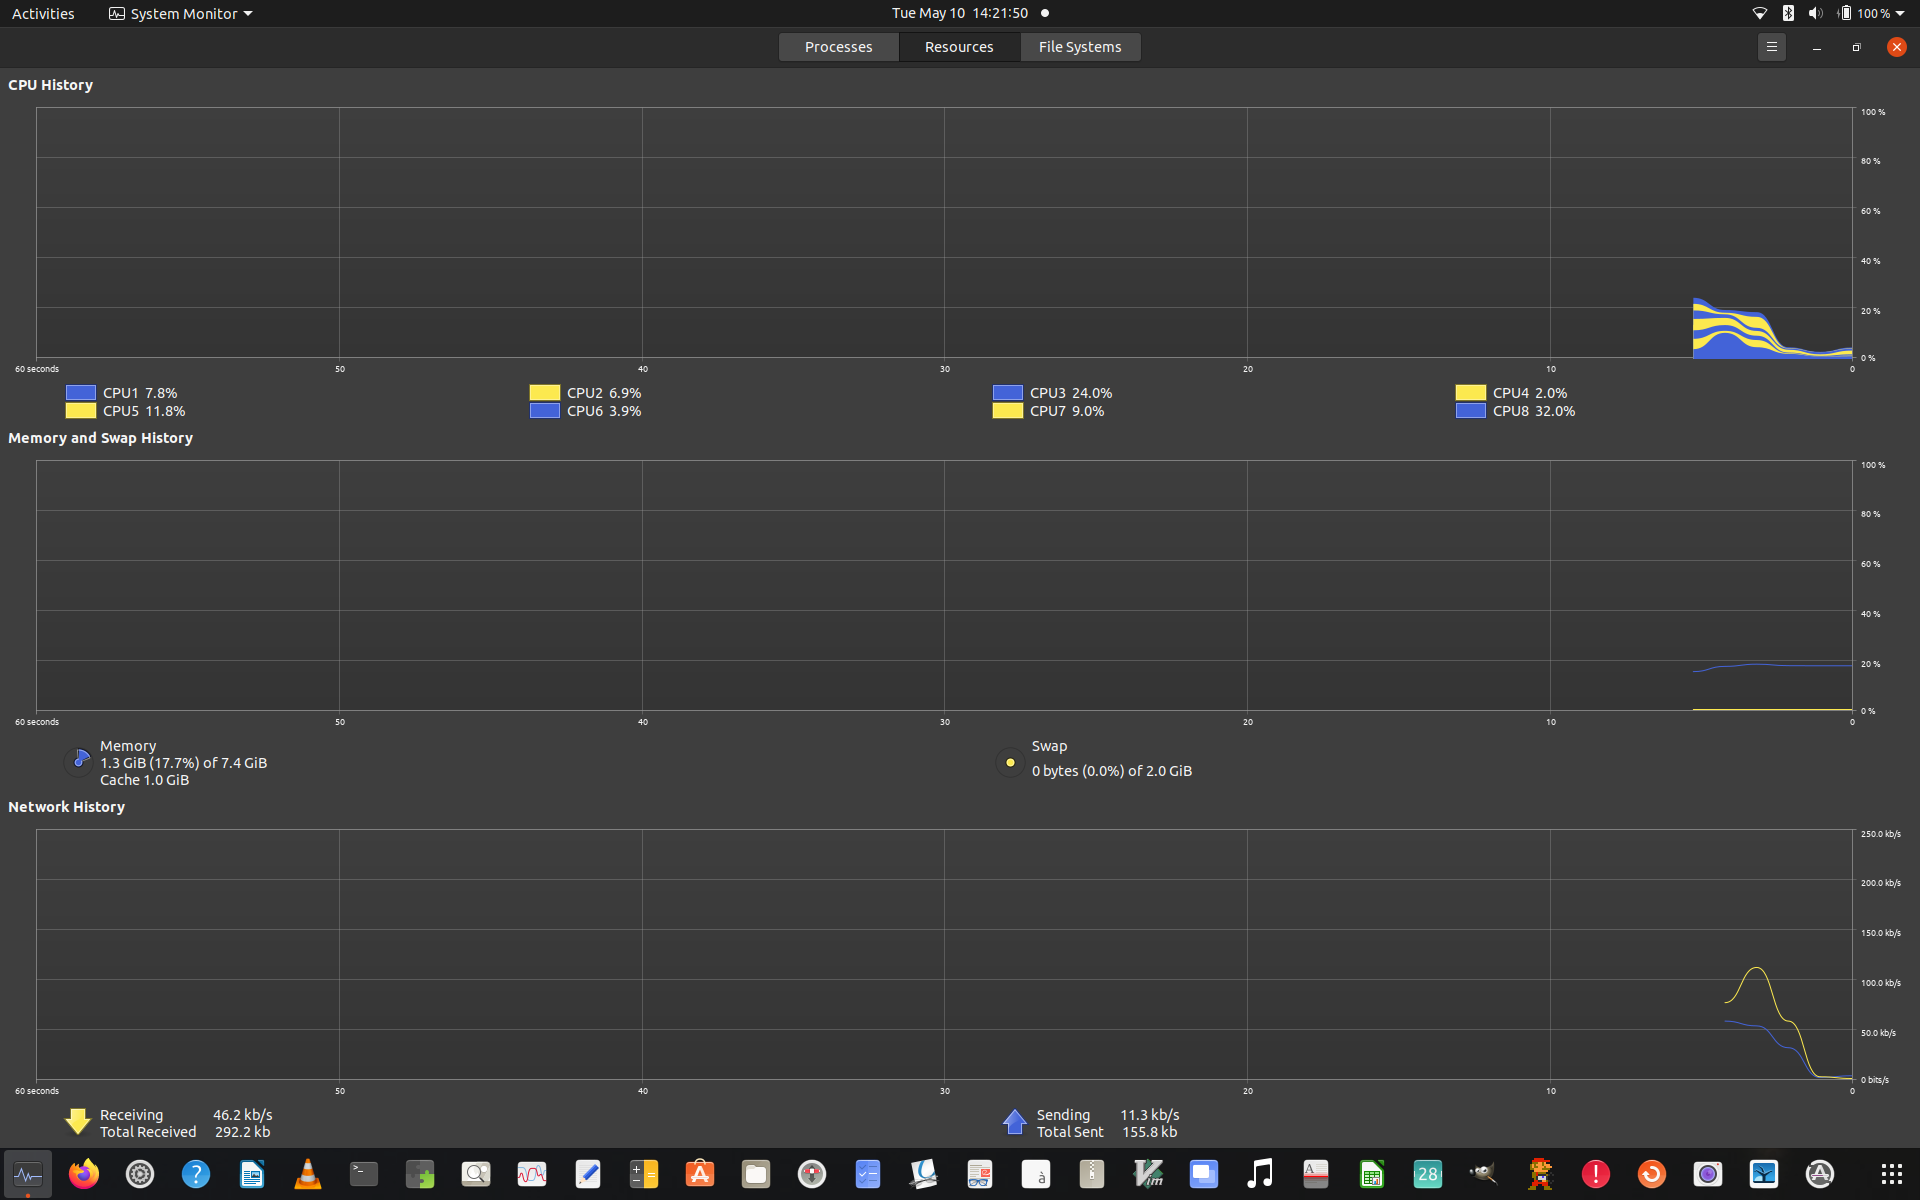 Activities
System Monitor
Tue May 10 14:21:50
100 %
Processes
Resources
File Systems
CPU History
100 %
80 %
60 %
40 %
20 %
0 %
60 seconds 50 40 30 20 10 0
CPU1 7.8%
CPU2 6.9%
CPU3 24.0%
CPU4 2.0%
CPU5 11.8%
CPU6 3.9%
CPU7 9.0%
CPU8 32.0%
Memory and Swap History
100 %
80 %
60 %
40 %
20 %
0 %
60 seconds 50 40 30 20 10 0
Memory
1.3 GiB (17.7%) of 7.4 GiB
Cache 1.0 GiB
Swap
0 bytes (0.0%) of 2.0 GiB
Network History
250.0 kb/s
200.0 kb/s
150.0 kb/s
100.0 kb/s
50.0 kb/s
0 bits/s
60 seconds 50 40 30 20 10 0
Receiving 46.2 kb/s
Total Received 292.2 kb
Sending 11.3 kb/s
Total Sent 155.8 kb
?
>_
à
Vim
A
28
!